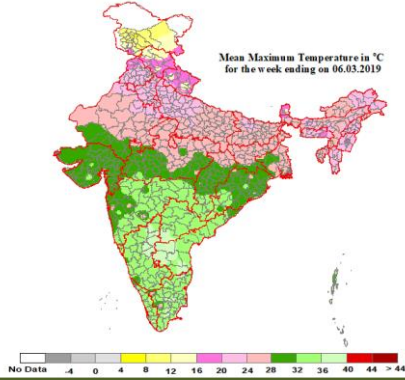 Mean Maximum Temperature in °C
for the week ending on 06.03.2019
No Data -4 0 4 8 12 16 20 24 28 32 36 40 44 > 44